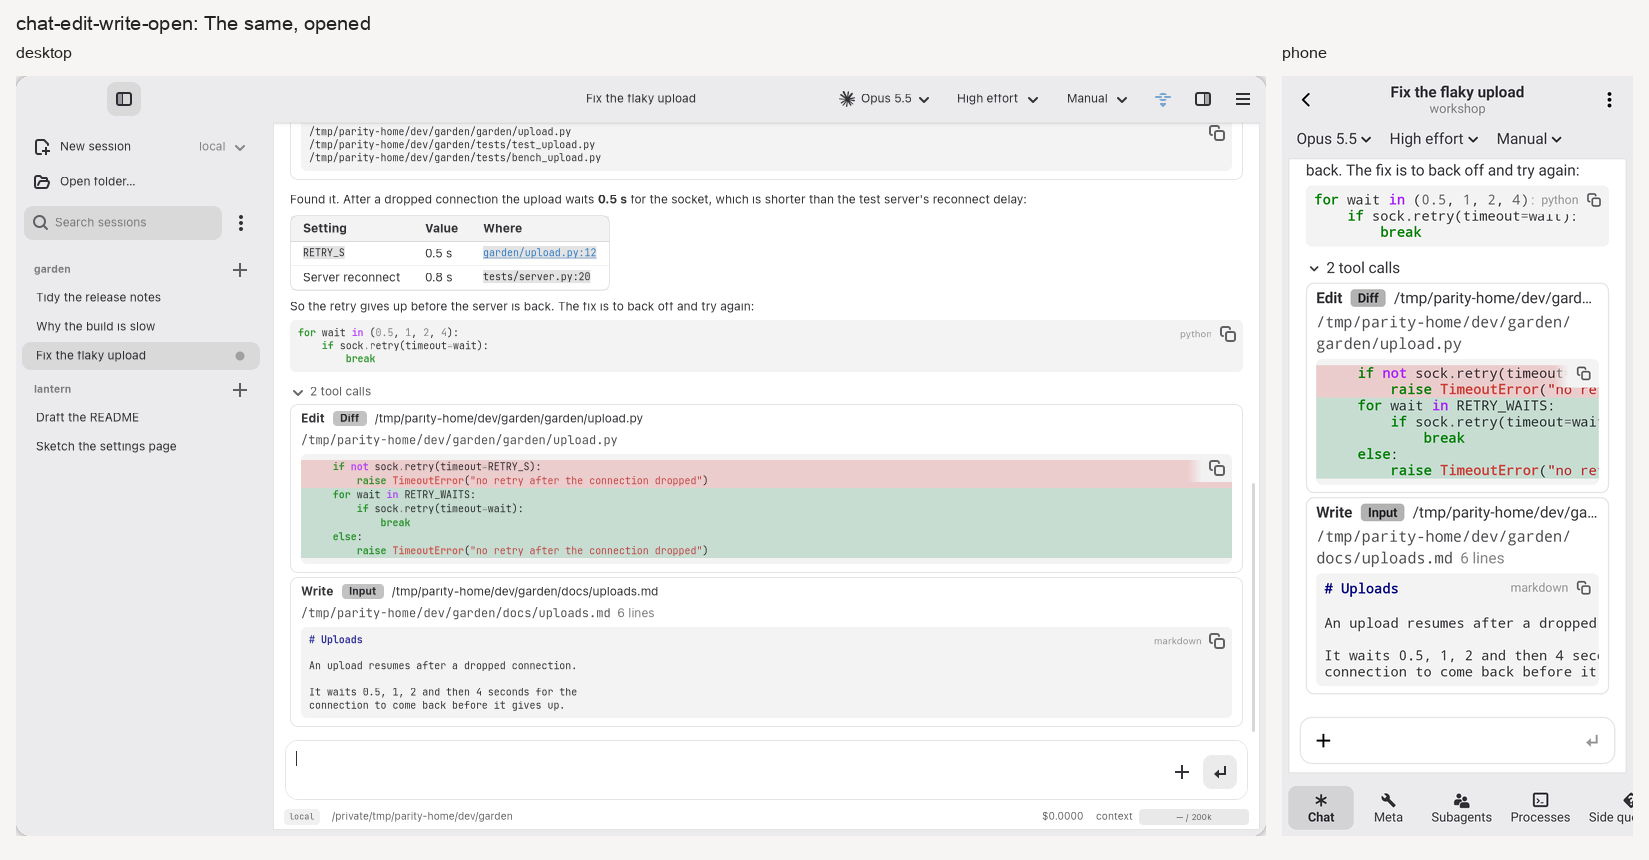 chat-edit-write-open: The same, opened
desktop
Fix the flaky upload
Opus 5.5
High effort
Manual
New session
local
Open folder...
Search sessions
garden
Tidy the release notes
Why the build is slow
Fix the flaky upload
lantern
Draft the README
Sketch the settings page
/tmp/parity-home/dev/garden/garden/upload.py
/tmp/parity-home/dev/garden/tests/test_upload.py
/tmp/parity-home/dev/garden/tests/bench_upload.py
Found it. After a dropped connection the upload waits 0.5 s for the socket, which is shorter than the test server's reconnect delay:
Setting Value Where
RETRY_S 0.5 s garden/upload.py:12
Server reconnect 0.8 s tests/server.py:20
So the retry gives up before the server is back. The fix is to back off and try again:
for wait in (0.5, 1, 2, 4):
python
if sock.retry(timeout=wait):
break
2 tool calls
Edit Diff /tmp/parity-home/dev/garden/garden/upload.py
/tmp/parity-home/dev/garden/garden/upload.py
if not sock.retry(timeout=RETRY_S):
raise TimeoutError("no retry after the connection dropped")
for wait in RETRY_WAITS:
if sock.retry(timeout=wait):
break
else:
raise TimeoutError("no retry after the connection dropped")
Write Input /tmp/parity-home/dev/garden/docs/uploads.md
/tmp/parity-home/dev/garden/docs/uploads.md 6 lines
# Uploads
markdown
An upload resumes after a dropped connection.
It waits 0.5, 1, 2 and then 4 seconds for the
connection to come back before it gives up.
local /private/tmp/parity-home/dev/garden
$0.0000 context — / 200k
phone
Fix the flaky upload
workshop
Opus 5.5 High effort Manual
back. The fix is to back off and try again:
for wait in (0.5, 1, 2, 4): python
if sock.retry(timeout=wait):
break
2 tool calls
Edit Diff /tmp/parity-home/dev/gard...
/tmp/parity-home/dev/garden/
garden/upload.py
if not sock.retry(timeout
raise TimeoutError("no re
for wait in RETRY_WAITS:
if sock.retry(timeout=wai
break
else:
raise TimeoutError("no re
Write Input /tmp/parity-home/dev/ga...
/tmp/parity-home/dev/garden/
docs/uploads.md 6 lines
# Uploads markdown
An upload resumes after a dropped
It waits 0.5, 1, 2 and then 4 sec
connection to come back before it
Chat Meta Subagents Processes Side qu